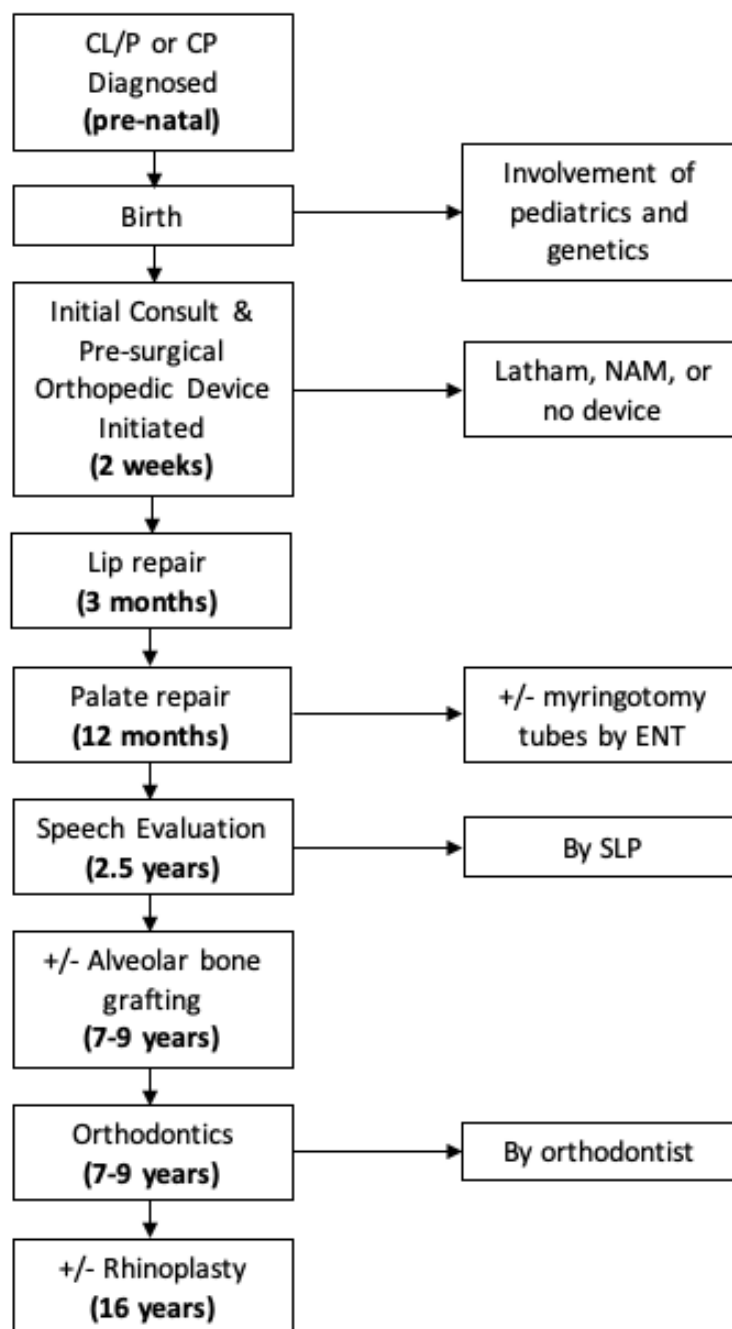 CL/P or CP
Diagnosed
(pre-natal)
Birth
Involvement of
pediatrics and
genetics
Initial Consult &
Pre-surgical
Orthopedic Device
Initiated
(2 weeks)
Latham, NAM, or
no device
Lip repair
(3 months)
Palate repair
(12 months)
+/- myringotomy
tubes by ENT
Speech Evaluation
(2.5 years)
By SLP
+/- Alveolar bone
grafting
(7-9 years)
Orthodontics
(7-9 years)
By orthodontist
+/- Rhinoplasty
(16 years)